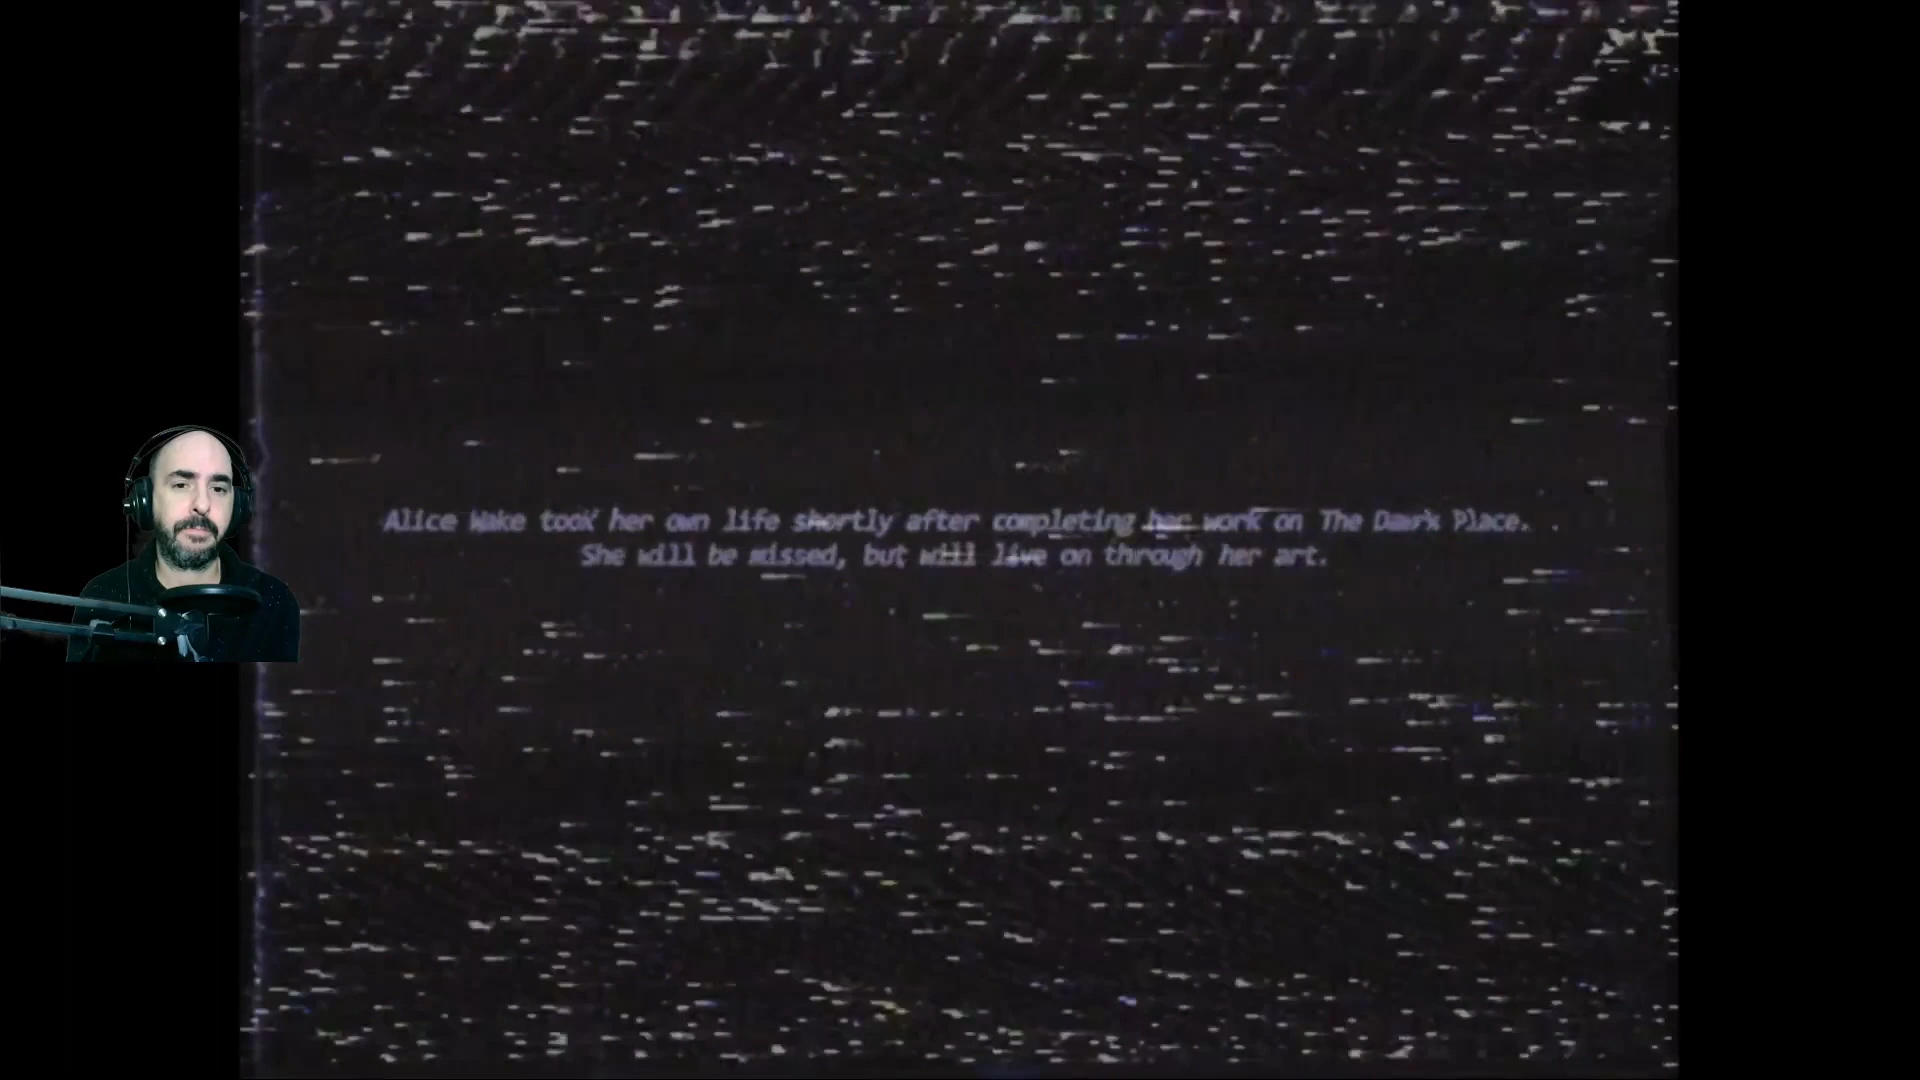 Alice Wake took her own life shortly after completing her work on The Dark Place.
She will be missed, but will live on through her art.